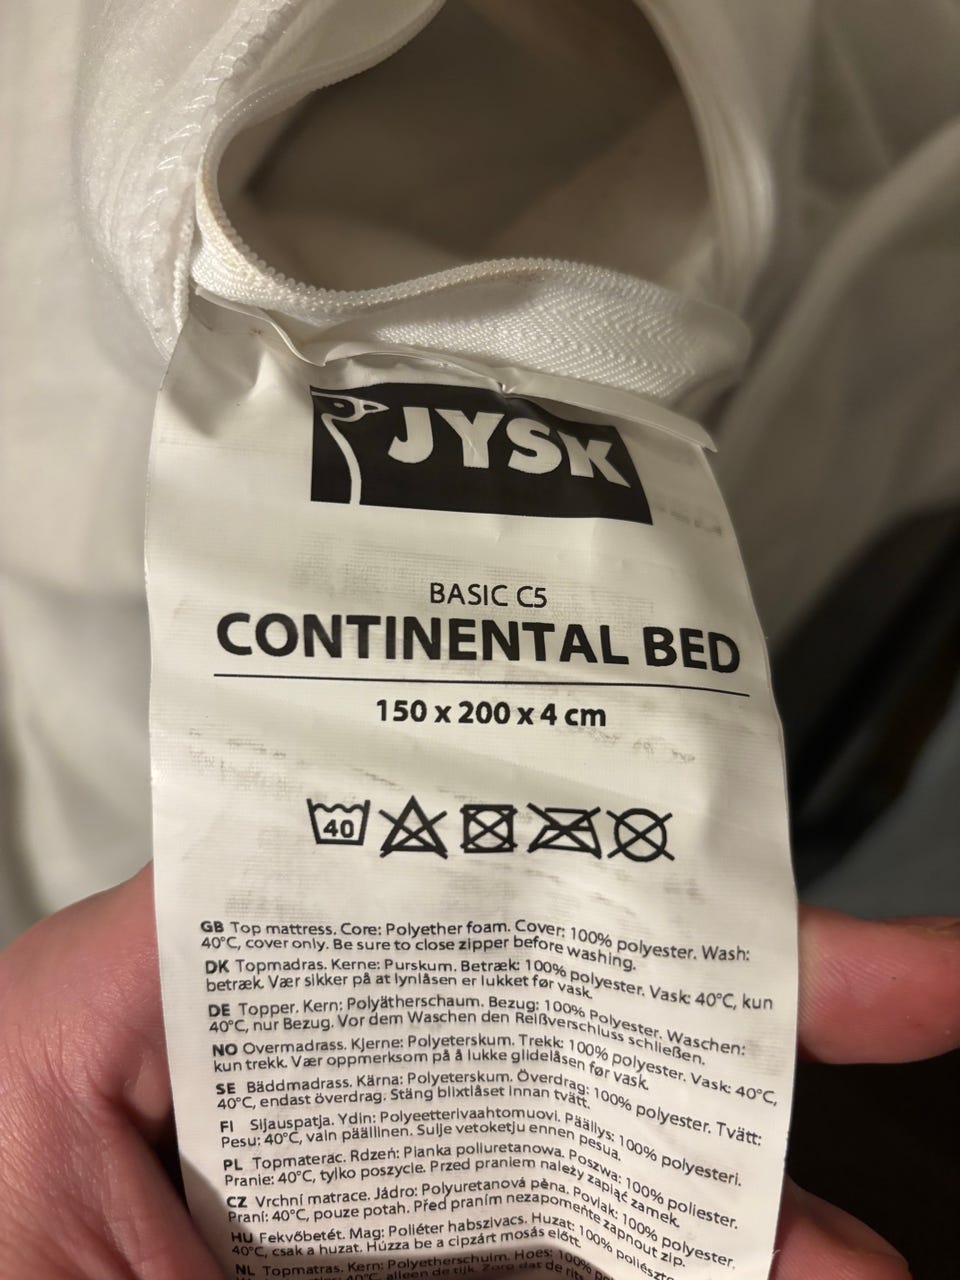 JYSK
BASIC C5
CONTINENTAL BED
150 x 200 x 4 cm
40
GB Top mattress. Core: Polyether foam. Cover: 100% polyester. Wash:
40°C, cover only. Be sure to close zipper before washing.
DK Topmadras. Kerne: Purskum. Betræk: 100% polyester. Vask: 40°C, kun
betræk. Vær sikker på at lynlåsen er lukket før vask.
DE Topper. Kern: Polyätherschaum. Bezug: 100% Polyester. Waschen:
40°C, nur Bezug. Vor dem Waschen den Reißverschluss schließen.
NO Overmadrass. Kjerne: Polyeterskum. Trekk: 100% polyester. Vask: 40°C,
kun trekk. Vær oppmerksom på å lukke glidelåsen før vask.
SE Bäddmadrass. Kärna: Polyeterskum. Överdrag: 100% polyester. Tvätt:
40°C, endast överdrag. Stäng blixtlåset innan tvätt.
FI Sijauspatja. Ydin: Polyeetterivaahtomuovi. Päällys: 100% polyesteri.
Pesu: 40°C, vain päällinen. Sulje vetoketju ennen pesua.
PL Topmaterac. Rdzeń: Pianka poliuretanowa. Poszwa: 100% poliester.
Pranie: 40°C, tylko poszycie. Przed praniem należy zapiąć zamek.
CZ Vrchní matrace. Jádro: Polyuretanová pěna. Povlak: 100% polyester.
Praní: 40°C, pouze potah. Před praním nezapomeňte zapnout zip.
HU Fekvőbetét. Mag: Poliéter habszivacs. Huzat: 100%
40°C, csak a huzat. Húzza be a cipzárt mosás előtt.
NL Topmatras. Kern: Polyetherschuim. Hoes: 100%
40°C, alleen de tijk. Zorg dat de rits